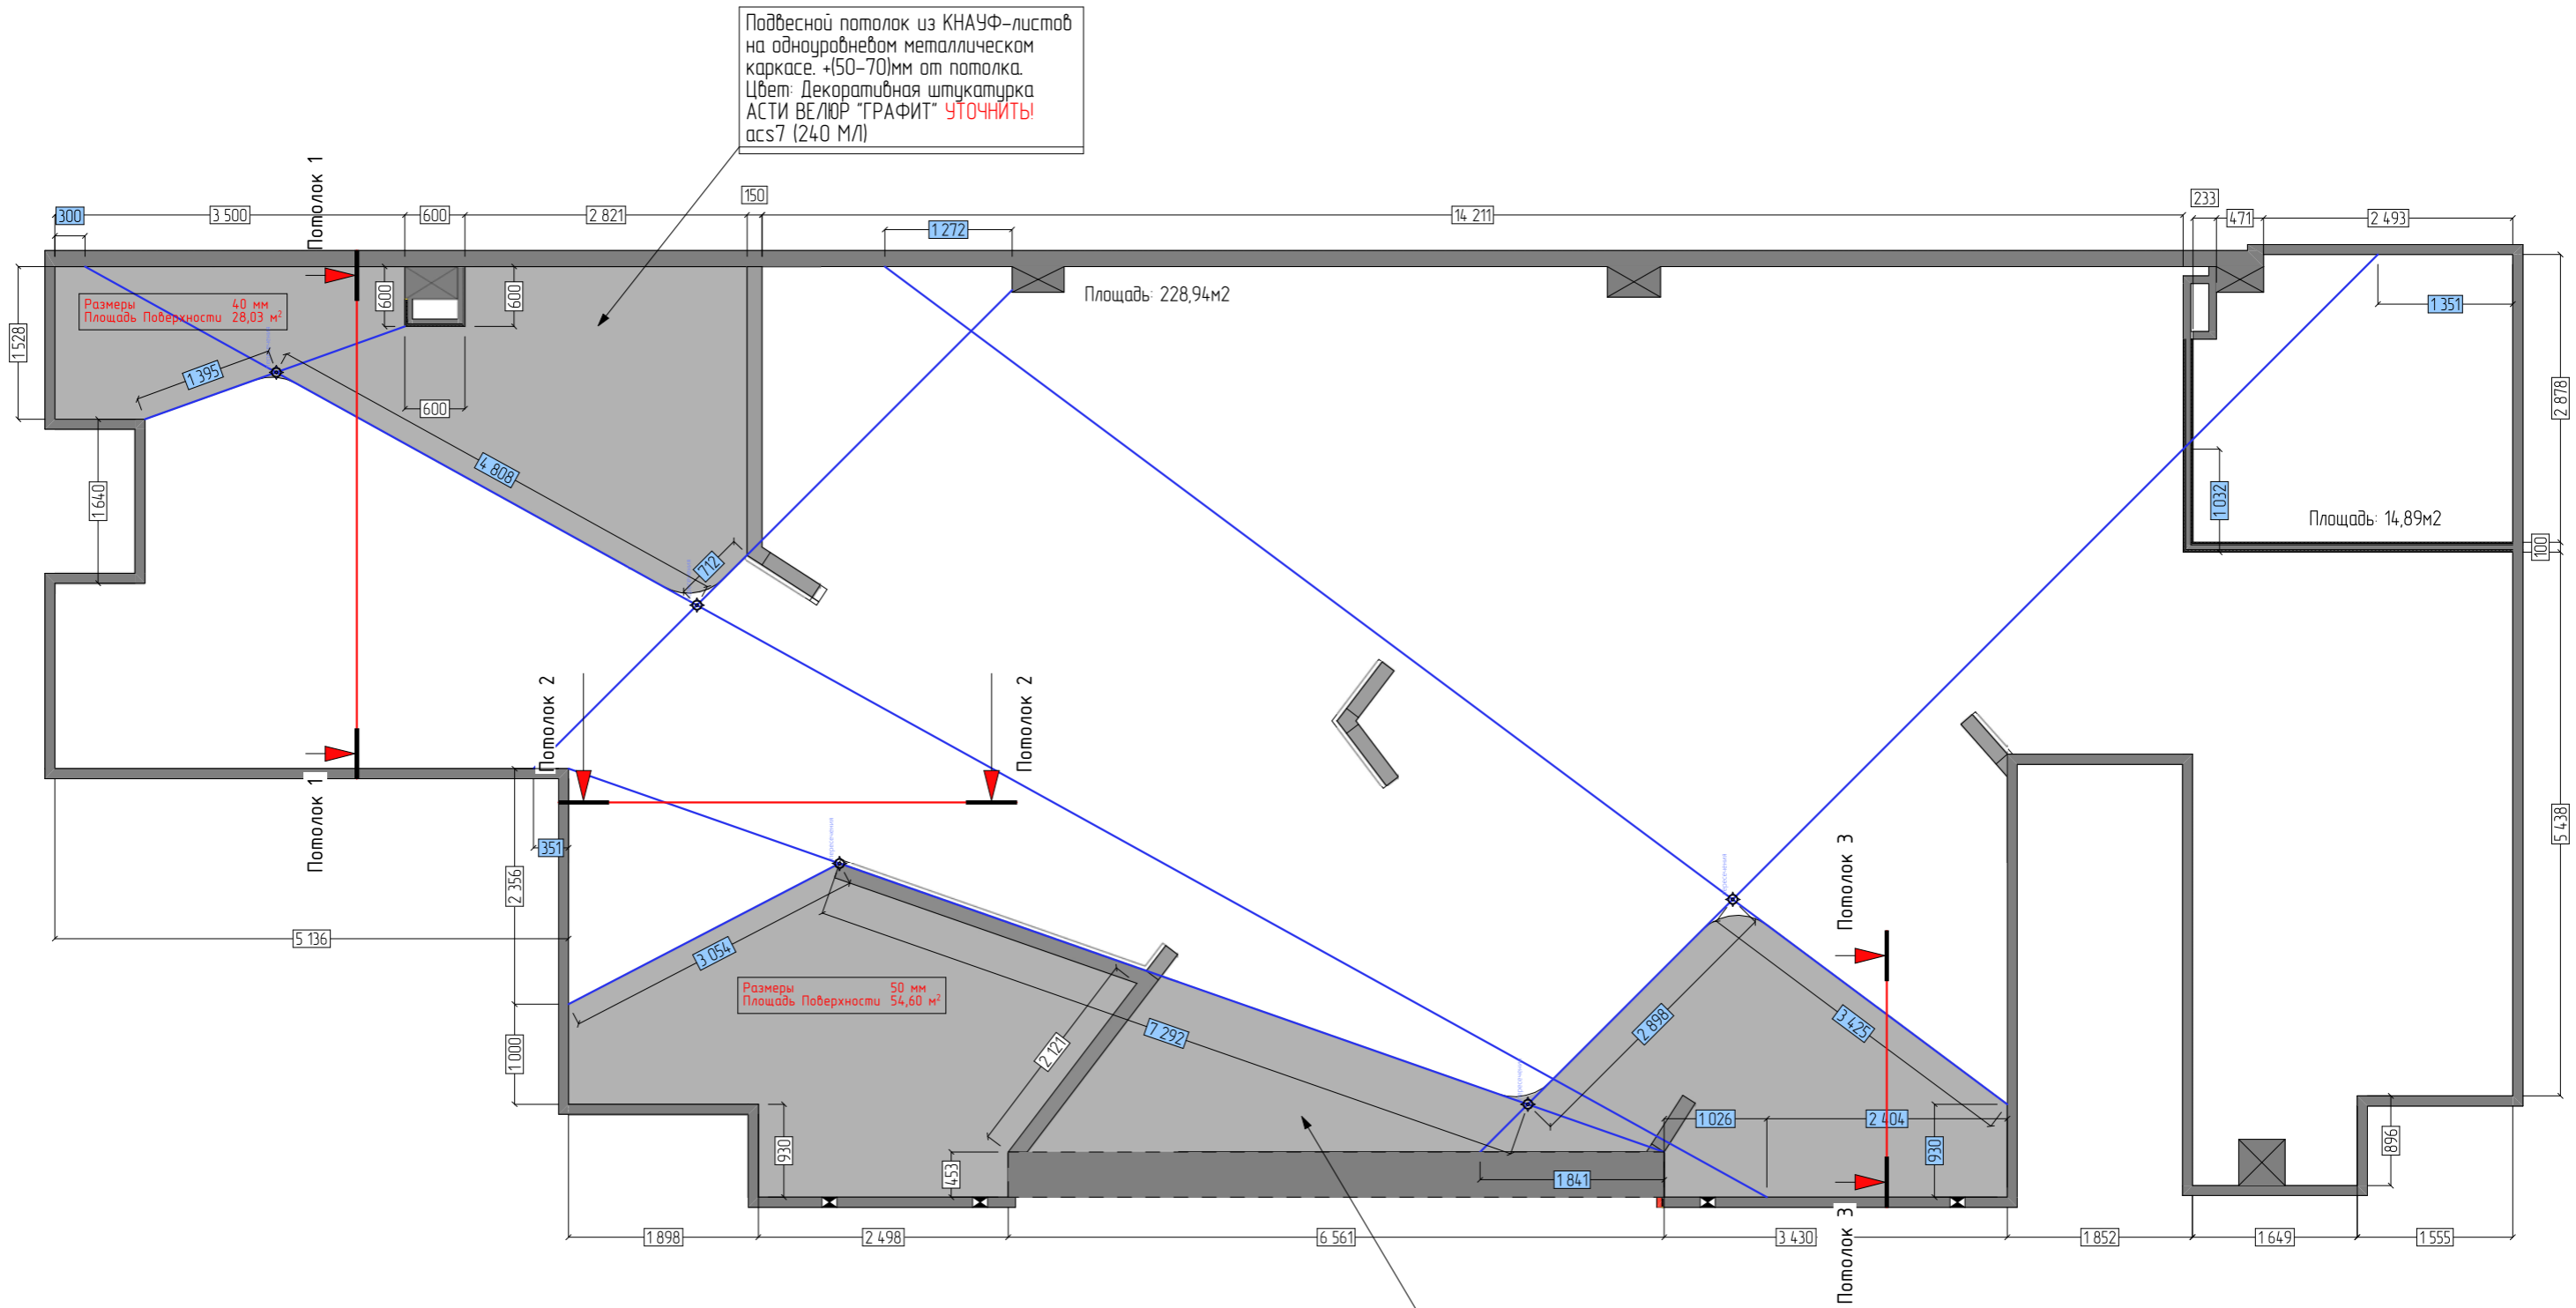 Подвесной потолок из КНАУФ-листов
на одноуровневом металлическом
каркасе. +(50-70)мм от потолка.
Цвет: Декоративная штукатурка
АСТИ ВЕЛЮР "ГРАФИТ" УТОЧНИТЬ!
acs7 (240 МЛ)
Потолок 1
300
3 500
600
2 821
150
1 272
14 211
233
471
2 493
Размеры 40 мм
Площадь Поверхности 28,03 м²
600
600
Площадь: 228,94м2
1 351
1 528
1 395
600
2 878
4 808
1 640
1 032
Площадь: 14,89м2
100
712
Потолок 2
Потолок 2
Потолок 1
351
2 356
Потолок 3
5 438
5 136
3 054
Размеры 50 мм
Площадь Поверхности 54,60 м²
7 292
2 121
2 898
3 425
1 000
1 026
2 404
930
930
453
1 841
896
1 898
2 498
6 561
3 430
1 852
1 649
1 555
Потолок 3